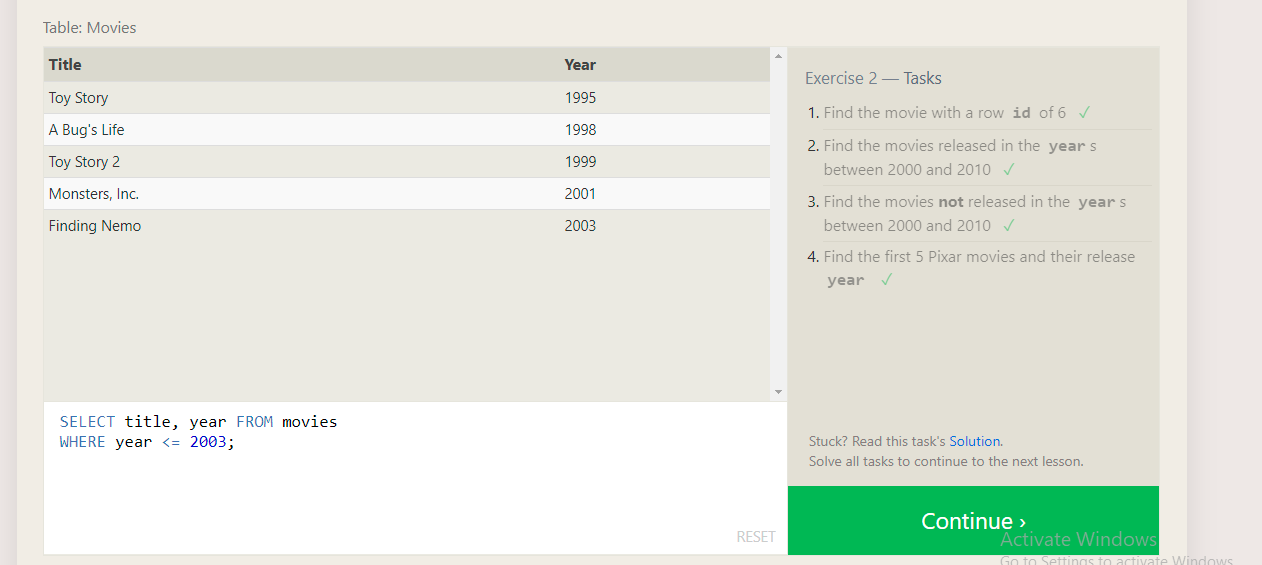 Table: Movies
Title Year
Toy Story 1995
A Bug's Life 1998
Toy Story 2 1999
Monsters, Inc. 2001
Finding Nemo 2003
SELECT title, year FROM movies
WHERE year <= 2003;
RESET
Exercise 2 — Tasks
1. Find the movie with a row id of 6 ✓
2. Find the movies released in the year s
between 2000 and 2010 ✓
3. Find the movies not released in the year s
between 2000 and 2010 ✓
4. Find the first 5 Pixar movies and their release
year ✓
Stuck? Read this task's Solution.
Solve all tasks to continue to the next lesson.
Continue ›
Activate Windows
Go to Settings to activate Windows.